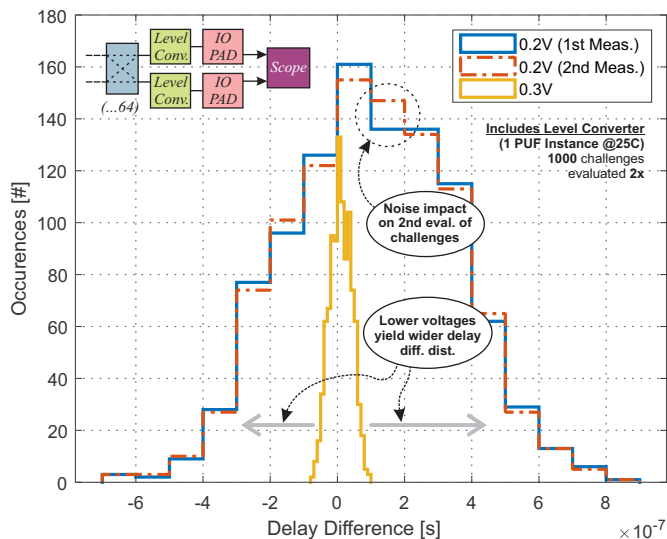 180
160
140
120
100
80
60
40
20
0
Occurences [#]
Level
Conv.
IO
PAD
Level
Conv.
IO
PAD
Scope
(...64)
0.2V (1st Meas.)
0.2V (2nd Meas.)
0.3V
Includes Level Converter
(1 PUF Instance @25C)
1000 challenges
evaluated 2x
Noise impact
on 2nd eval. of
challenges
Lower voltages
yield wider delay
diff. dist.
-6 -4 -2 0 2 4 6 8
×10⁻⁷
Delay Difference [s]